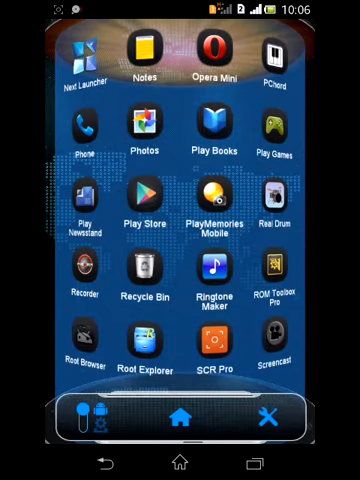 10:06
Next Launcher
Notes
Opera Mini
PChord
Phone
Photos
Play Books
Play Games
Play
Newsstand
Play Store
PlayMemories
Mobile
Real Drum
Recorder
Recycle Bin
Ringtone
Maker
ROM Toolbox
Pro
Root Browser
Root Explorer
SCR Pro
Screencast